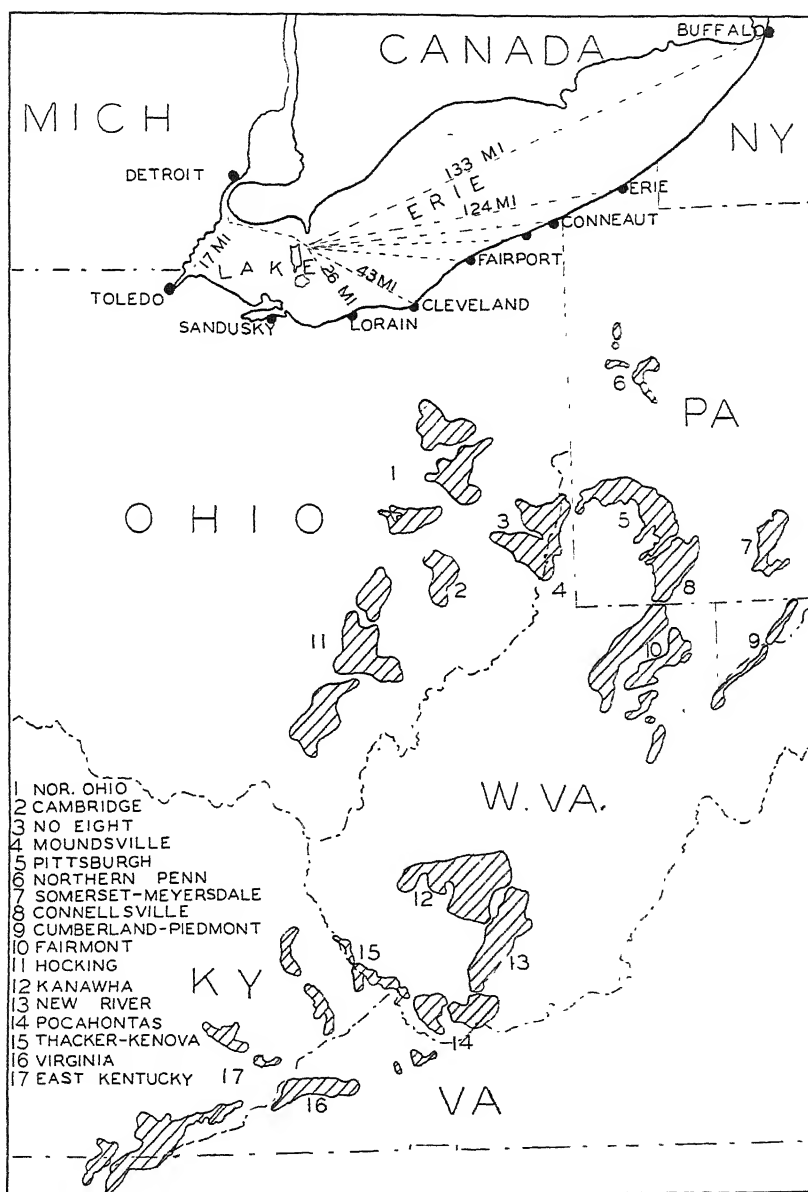 BUFFALO
CANADA
MICH
NY
DETROIT
133 MI
ERIE
ERIE
124 MI
CONNEAUT
17 MI
LAKE
FAIRPORT
26 MI
43 MI
TOLEDO
CLEVELAND
SANDUSKY
LORAIN
6
PA
1
OHIO
3
5
7
4
2
8
11
10
9
W.VA.
1 NOR. OHIO
2 CAMBRIDGE
3 NO EIGHT
4 MOUNDSVILLE
5 PITTSBURGH
6 NORTHERN PENN
7 SOMERSET-MEYERSDALE
8 CONNELLSVILLE
9 CUMBERLAND-PIEDMONT
10 FAIRMONT
11 HOCKING
12 KANAWHA
13 NEW RIVER
14 POCAHONTAS
15 THACKER-KENOVA
16 VIRGINIA
17 EAST KENTUCKY
12
15
13
KY
14
17
16
VA